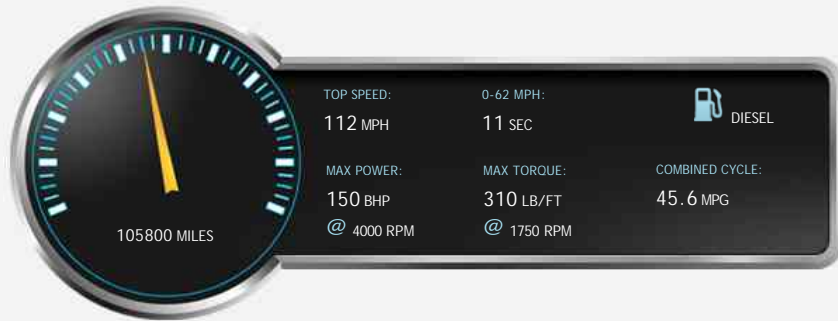 TOP SPEED:
112 MPH
0-62 MPH:
11 SEC
DIESEL
MAX POWER:
150 BHP
@ 4000 RPM
MAX TORQUE:
310 LB/FT
@ 1750 RPM
COMBINED CYCLE:
45.6 MPG
105800 MILES